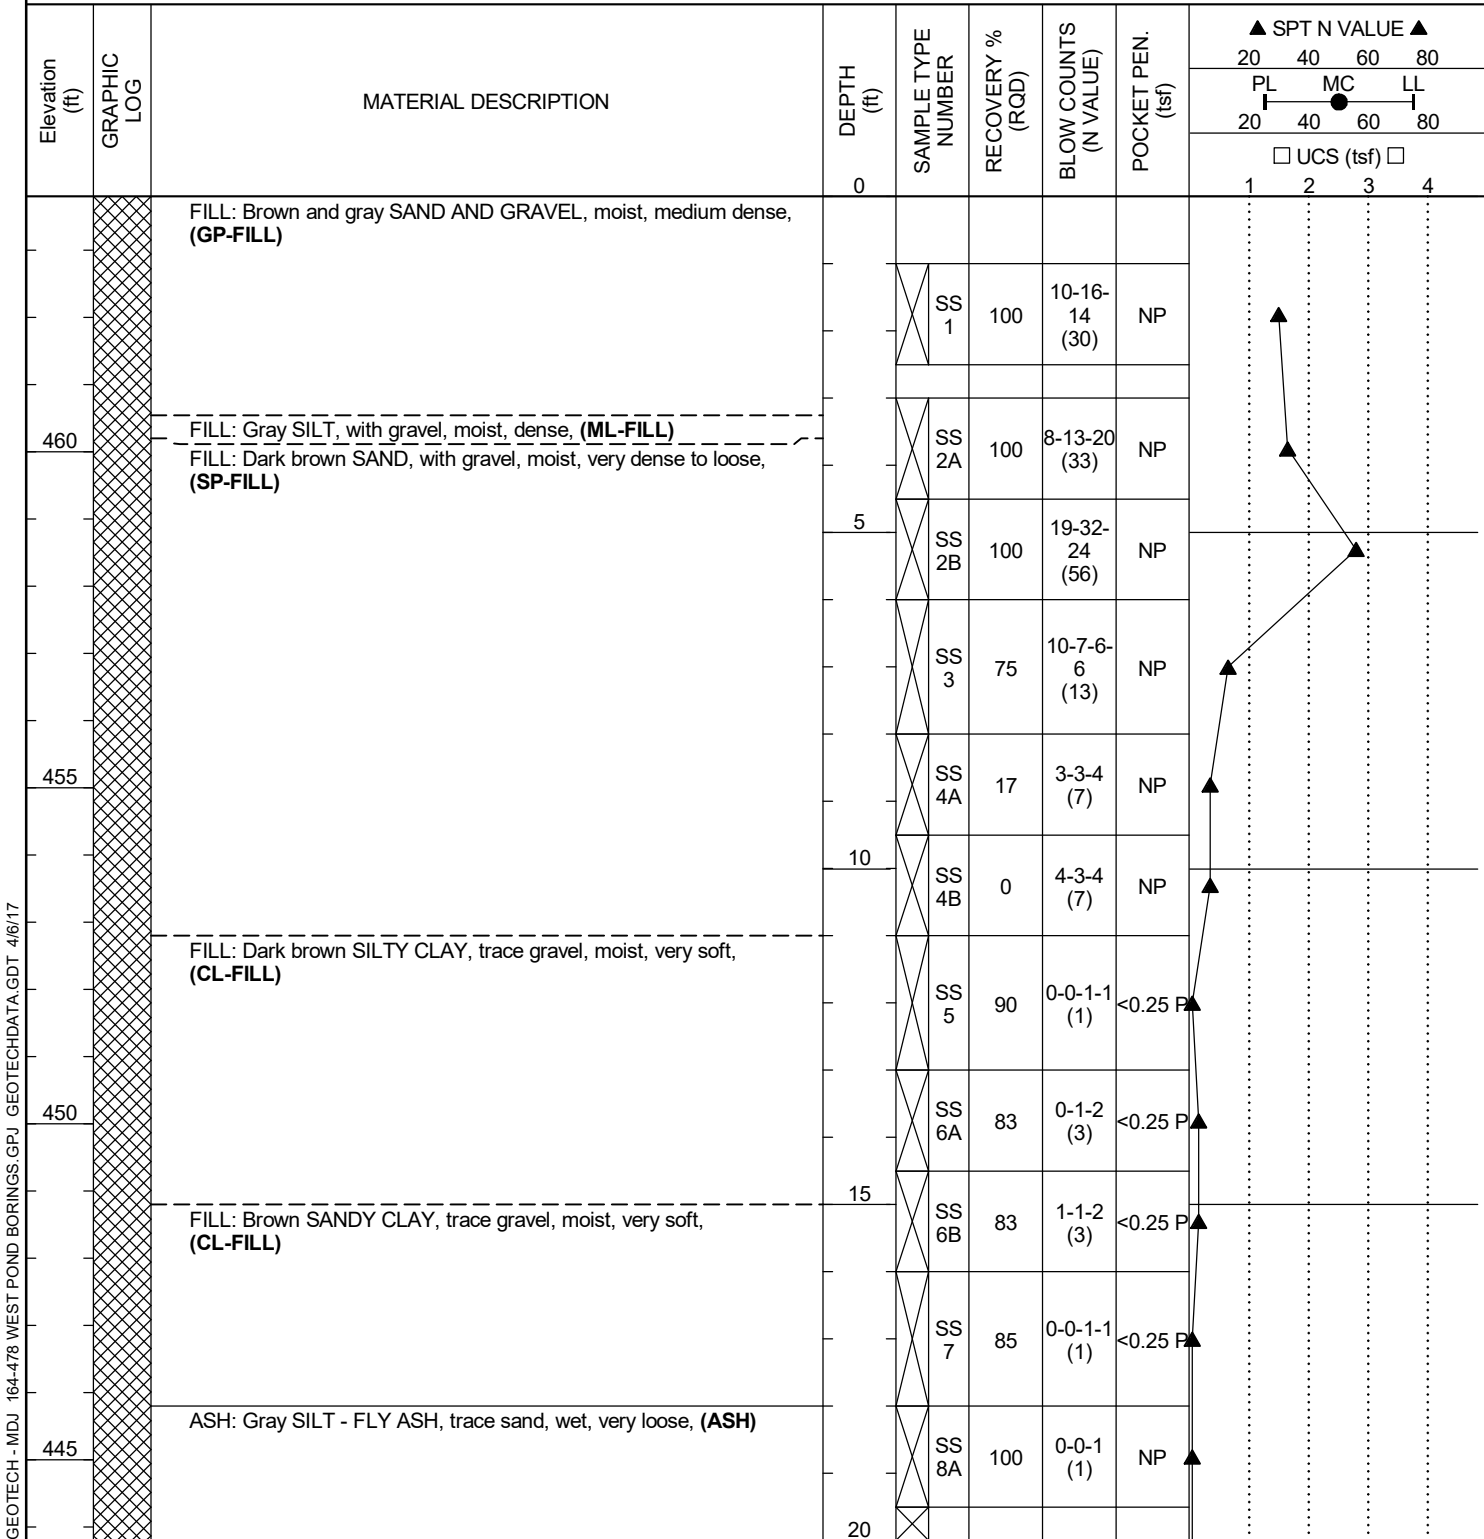 Elevation
(ft)
GRAPHIC
LOG
MATERIAL DESCRIPTION
DEPTH
(ft)
SAMPLE TYPE
NUMBER
RECOVERY %
(RQD)
BLOW COUNTS
(N VALUE)
POCKET PEN.
(tsf)
▲ SPT N VALUE ▲
20 40 60 80
PL MC LL
20 40 60 80
□ UCS (tsf) □
1 2 3 4
0
FILL: Brown and gray SAND AND GRAVEL, moist, medium dense,
(GP-FILL)
SS
1
100
10-16-
14
(30)
NP
FILL: Gray SILT, with gravel, moist, dense, (ML-FILL)
460
FILL: Dark brown SAND, with gravel, moist, very dense to loose,
(SP-FILL)
SS
2A
100
8-13-20
(33)
NP
5
SS
2B
100
19-32-
24
(56)
NP
SS
3
75
10-7-6-
6
(13)
NP
455
SS
4A
17
3-3-4
(7)
NP
10
SS
4B
0
4-3-4
(7)
NP
FILL: Dark brown SILTY CLAY, trace gravel, moist, very soft,
(CL-FILL)
SS
5
90
0-0-1-1
(1)
<0.25 P
450
SS
6A
83
0-1-2
(3)
<0.25 P
15
FILL: Brown SANDY CLAY, trace gravel, moist, very soft,
(CL-FILL)
SS
6B
83
1-1-2
(3)
<0.25 P
SS
7
85
0-0-1-1
(1)
<0.25 P
ASH: Gray SILT - FLY ASH, trace sand, wet, very loose, (ASH)
445
SS
8A
100
0-0-1
(1)
NP
20
GEOTECH - MDJ 164-478 WEST POND BORINGS.GPJ GEOTECHDATA.GDT 4/6/17